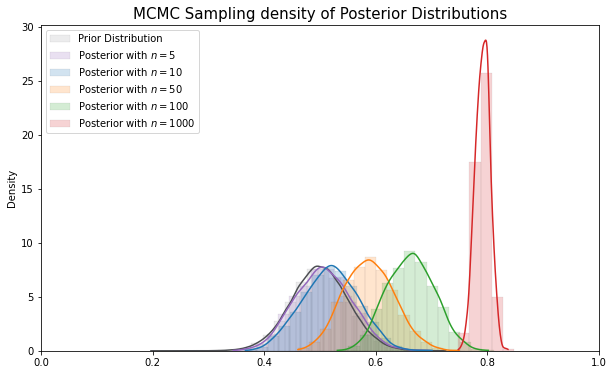 MCMC Sampling density of Posterior Distributions
30
25
20
15
10
5
0
Density
Prior Distribution
Posterior with n = 5
Posterior with n = 10
Posterior with n = 50
Posterior with n = 100
Posterior with n = 1000
0.0 0.2 0.4 0.6 0.8 1.0